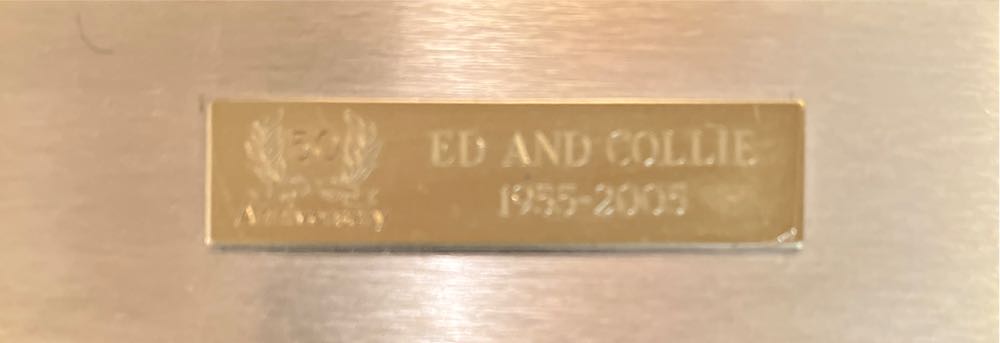 50
Anniversary
ED AND COLLIE
1955-2005